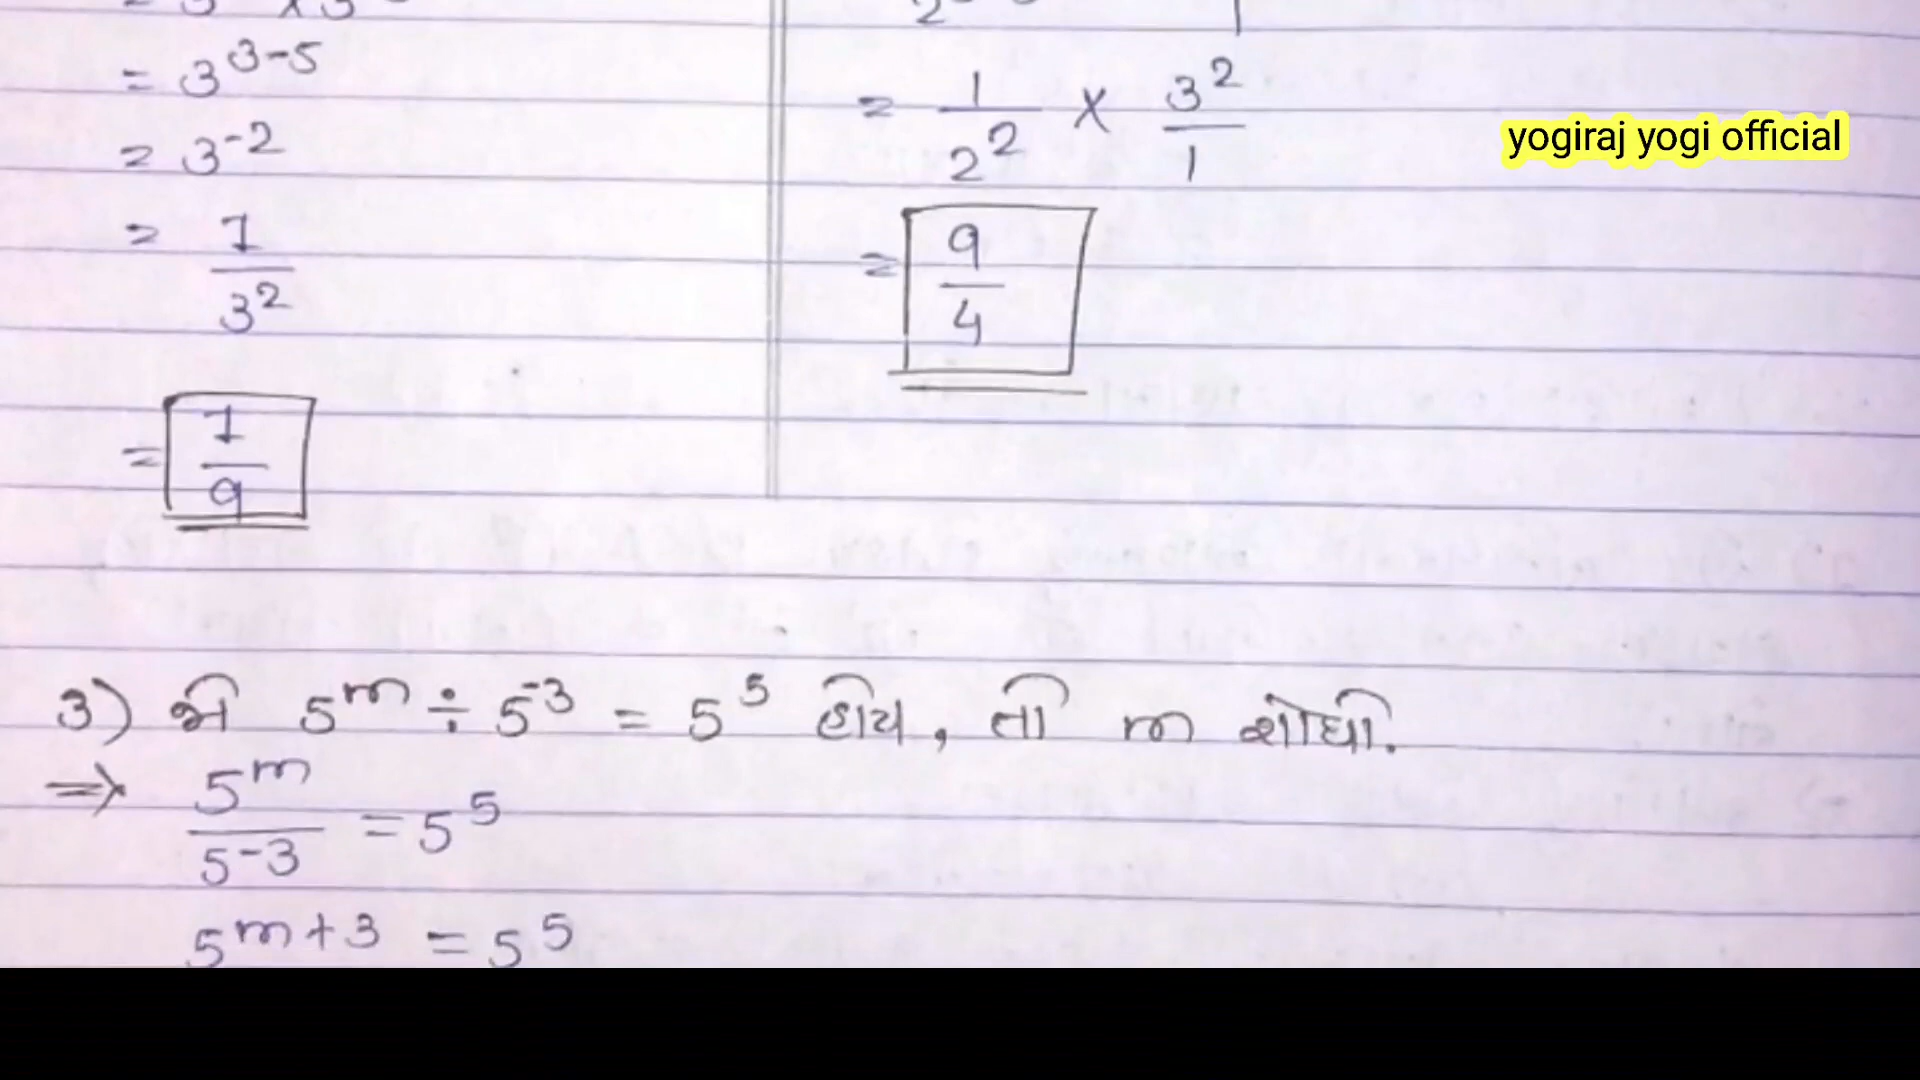 = 3^3-5
= 3^-2
= 1/3^2
= 1/9
= 1/2^2 × 3^2/1
= 9/4
yogiraj yogi official
3) જો 5^m ÷ 5^-3 = 5^5 હોય, તો m શોધો.
⇒ 5^m/5^-3 = 5^5
5^m+3 = 5^5